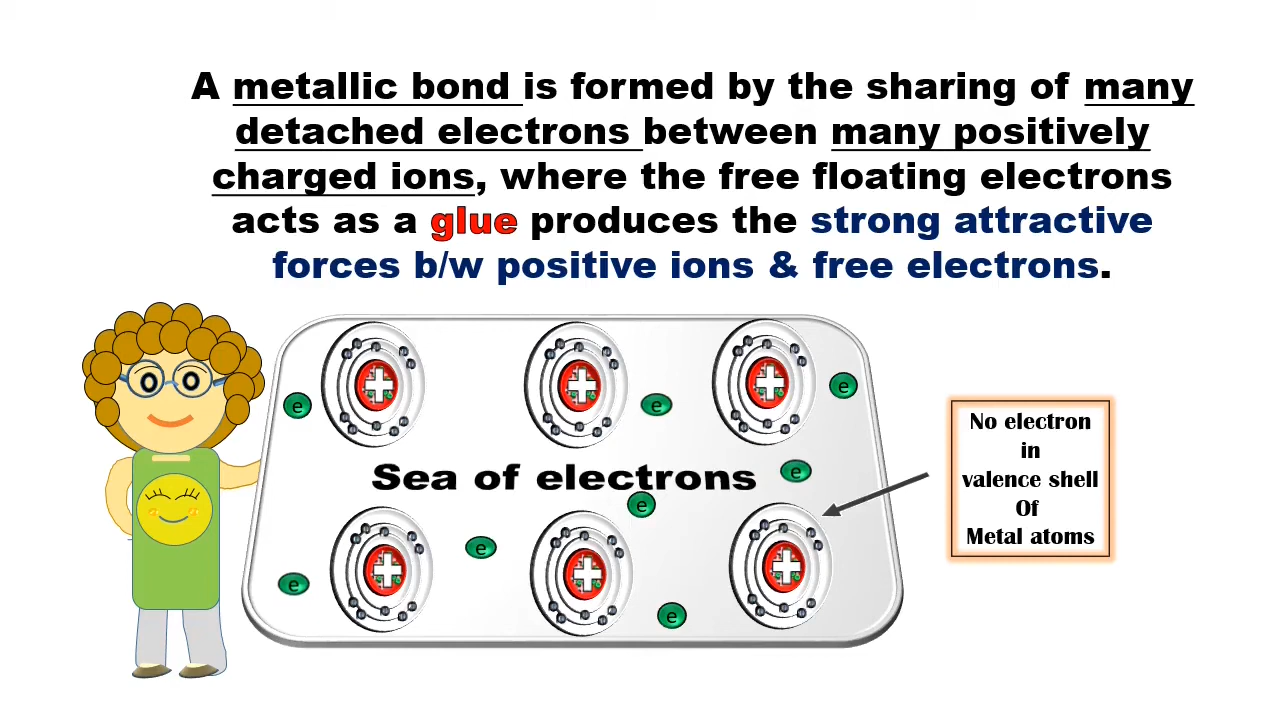 A metallic bond is formed by the sharing of many
detached electrons between many positively
charged ions, where the free floating electrons
acts as a glue produces the strong attractive
forces b/w positive ions & free electrons.
e
e
e
Sea of electrons
e
e
e
e
e
No electron
in
valence shell
Of
Metal atoms